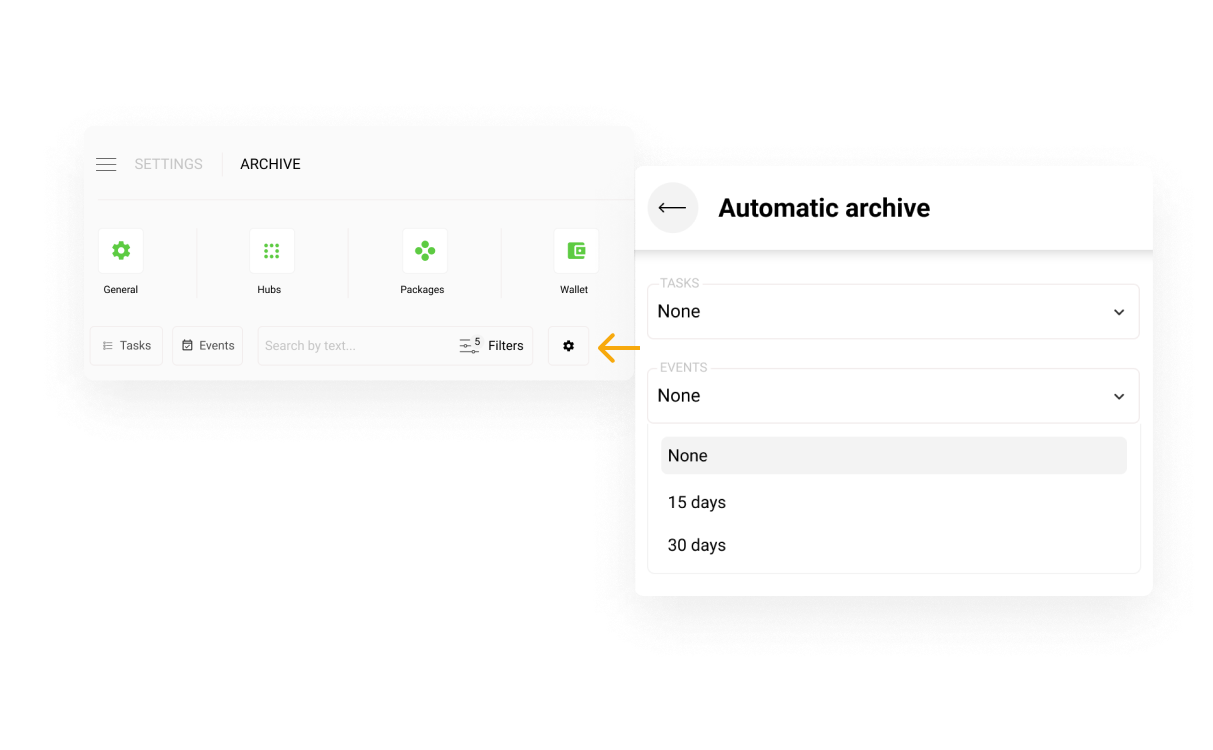 SETTINGS
ARCHIVE
General
Hubs
Packages
Wallet
Tasks
Events
Search by text...
5
Filters
Automatic archive
TASKS
None
EVENTS
None
None
15 days
30 days